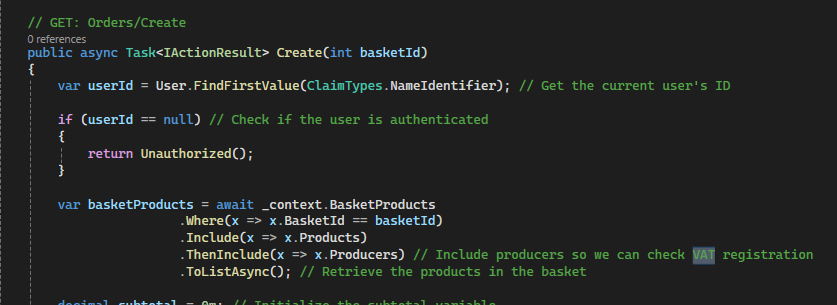 // GET: Orders/Create
0 references
public async Task<IActionResult> Create(int basketId)
{
var userId = User.FindFirstValue(ClaimTypes.NameIdentifier); // Get the current user's ID
if (userId == null) // Check if the user is authenticated
{
return Unauthorized();
}
var basketProducts = await _context.BasketProducts
.Where(x => x.BasketId == basketId)
.Include(x => x.Products)
.ThenInclude(x => x.Producers) // Include producers so we can check VAT registration
.ToListAsync(); // Retrieve the products in the basket
decimal subtotal = 0m; // Initialize the subtotal variable